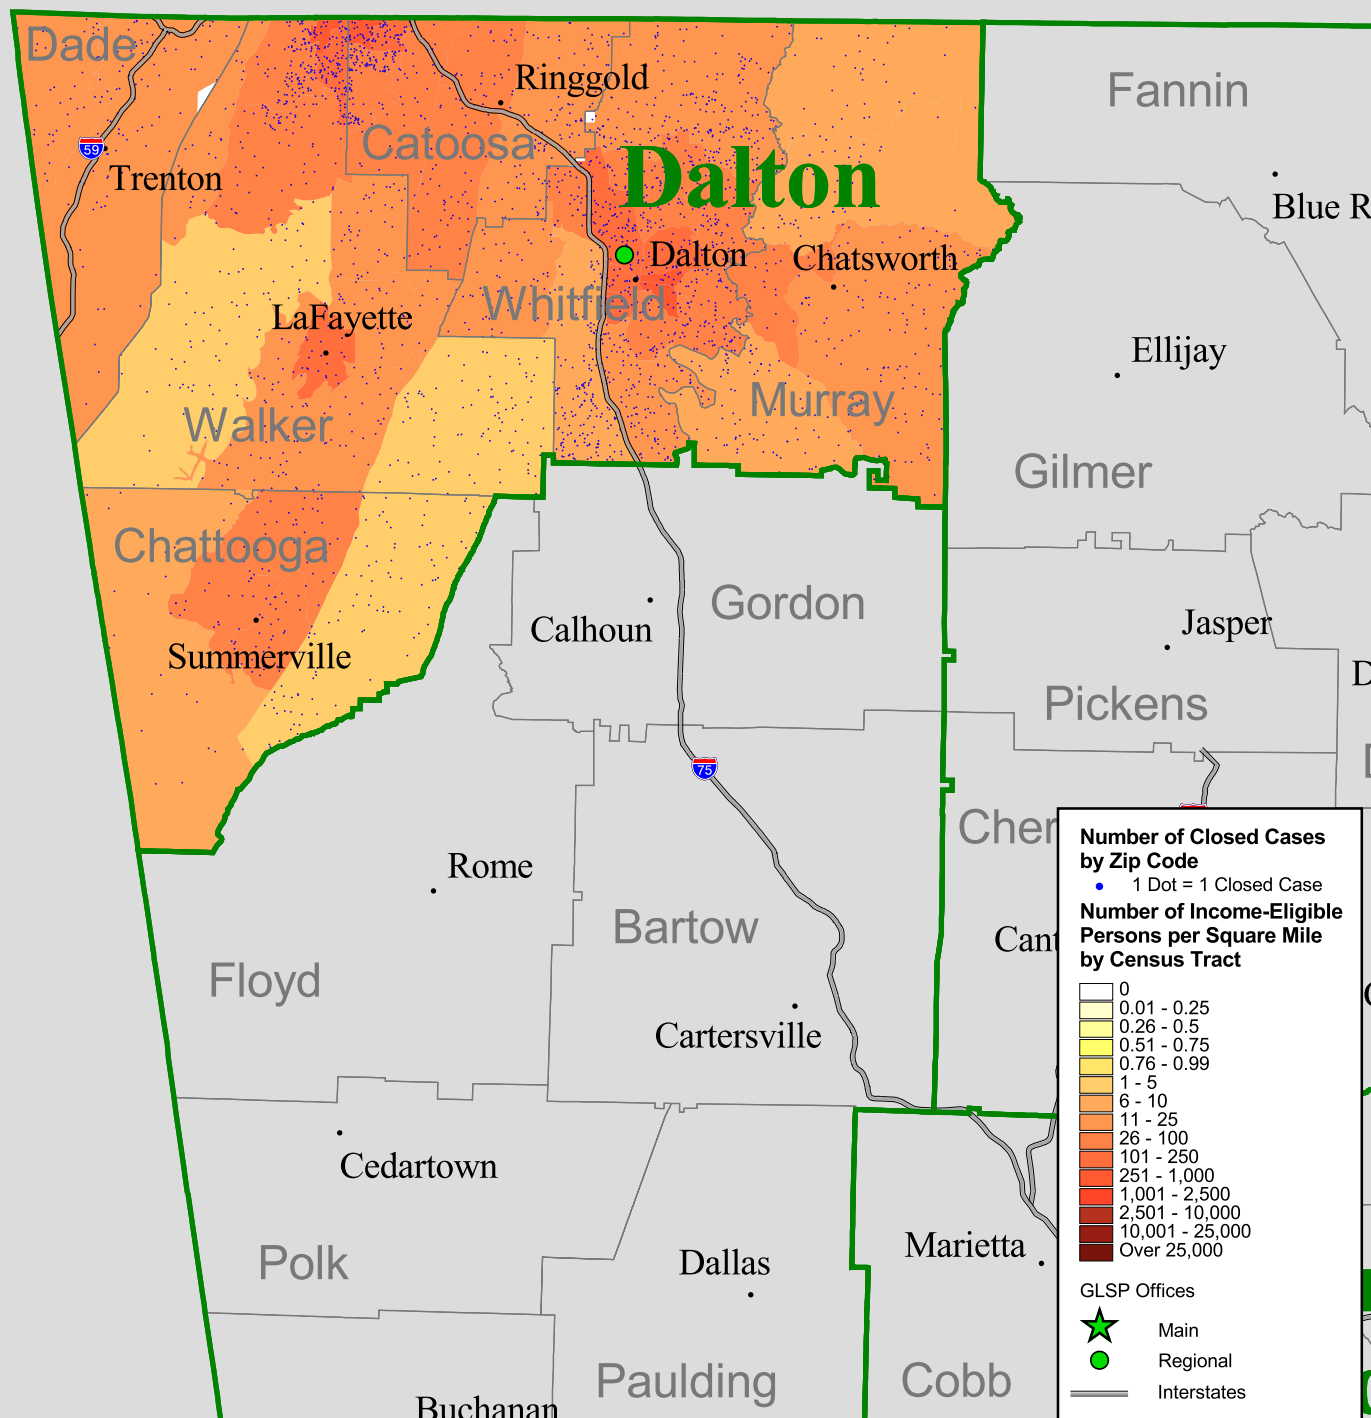 Dade
Ringgold
Fannin
59
Catoosa
Trenton
Dalton
Blue R
Dalton
Chatsworth
Whitfield
LaFayette
Ellijay
Murray
Walker
Gilmer
Chattooga
Gordon
Calhoun
Jasper
Summerville
Pickens
75
Cher
Rome
Bartow
Cant
Floyd
Cartersville
Cedartown
Marietta
Polk
Dallas
Paulding
Cobb
Buchanan
Number of Closed Cases
by Zip Code
1 Dot = 1 Closed Case
Number of Income-Eligible
Persons per Square Mile
by Census Tract
0
0.01 - 0.25
0.26 - 0.5
0.51 - 0.75
0.76 - 0.99
1 - 5
6 - 10
11 - 25
26 - 100
101 - 250
251 - 1,000
1,001 - 2,500
2,501 - 10,000
10,001 - 25,000
Over 25,000
GLSP Offices
Main
Regional
Interstates